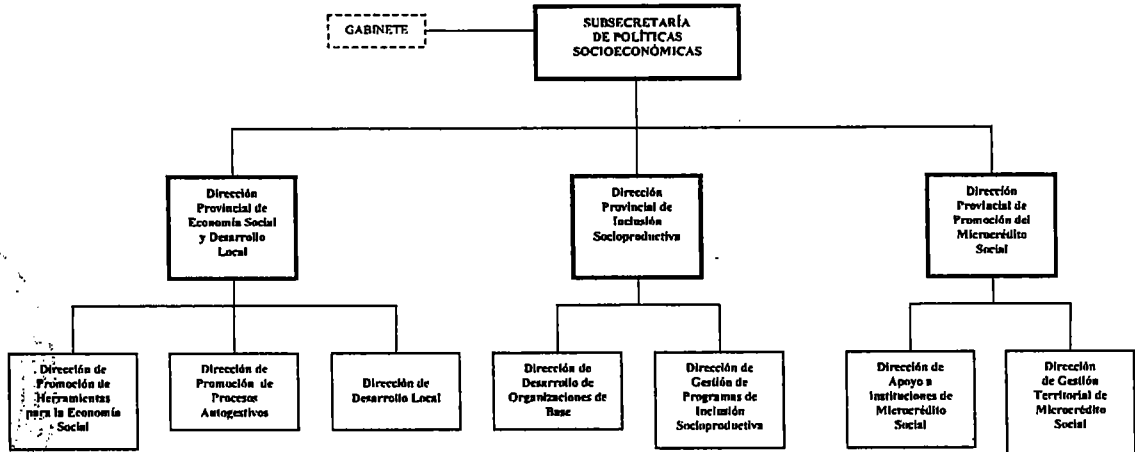 GABINETE
SUBSECRETARÍA
DE POLÍTICAS
SOCIOECONÓMICAS
Dirección
Provincial de
Economía Social
y Desarrollo
Local
Dirección
Provincial de
Inclusión
Socioproductiva
Dirección
Provincial de
Promoción del
Microcrédito
Social
Dirección de
Promoción de
Herramientas
para la Economía
Social
Dirección de
Promoción de
Procesos
Autogestivos
Dirección de
Desarrollo Local
Dirección de
Desarrollo de
Organizaciones de
Base
Dirección de
Gestión de
Programas de
Inclusión
Socioproductiva
Dirección de
Apoyo a
Instituciones de
Microcrédito
Social
Dirección
de Gestión
Territorial de
Microcrédito
Social